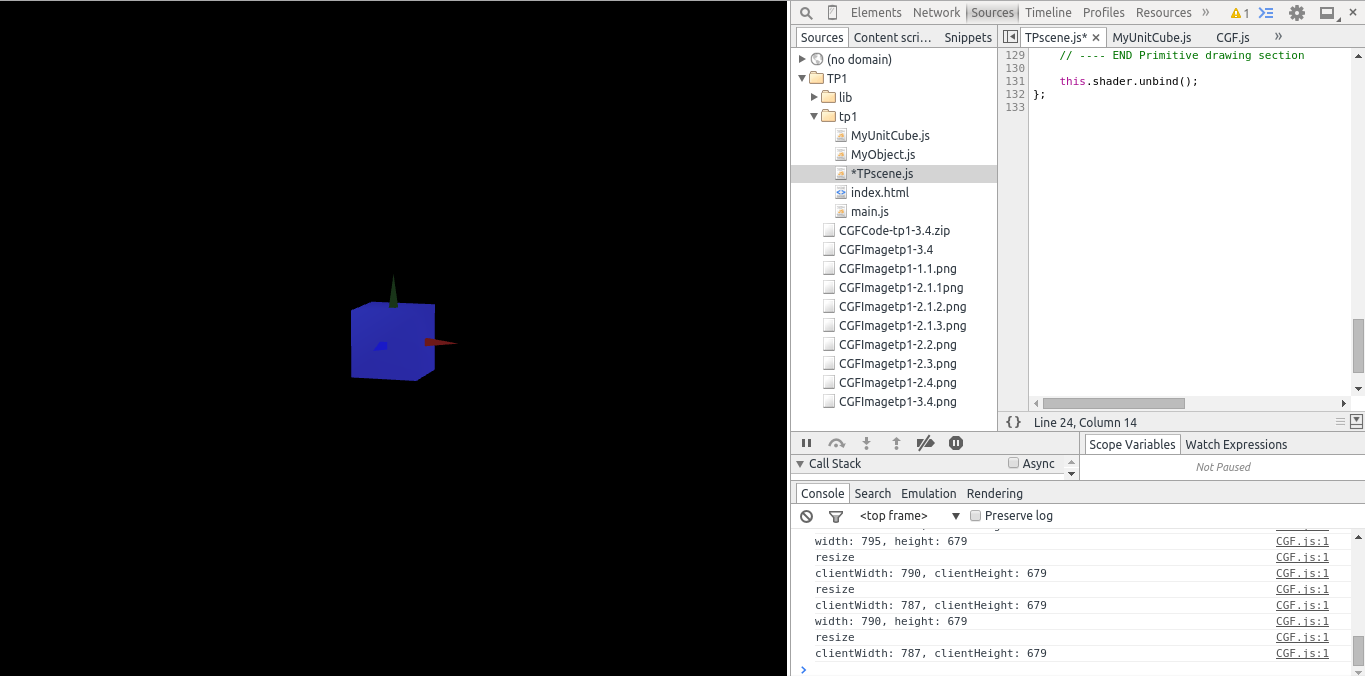 Elements Network Sources Timeline Profiles Resources » 1
Sources Content scri... Snippets
TPscene.js* × MyUnitCube.js CGF.js »
(no domain)
TP1
lib
tp1
MyUnitCube.js
MyObject.js
*TPscene.js
index.html
main.js
CGFCode-tp1-3.4.zip
CGFImagetp1-3.4
CGFImagetp1-1.1.png
CGFImagetp1-2.1.1png
CGFImagetp1-2.1.2.png
CGFImagetp1-2.1.3.png
CGFImagetp1-2.2.png
CGFImagetp1-2.3.png
CGFImagetp1-2.4.png
CGFImagetp1-3.4.png
129 // ---- END Primitive drawing section
130
131 this.shader.unbind();
132 };
133
{} Line 24, Column 14
Call Stack Async
Scope Variables Watch Expressions
Not Paused
Console Search Emulation Rendering
<top frame> Preserve log
width: 795, height: 679 CGF.js:1
resize CGF.js:1
clientWidth: 790, clientHeight: 679 CGF.js:1
resize CGF.js:1
clientWidth: 787, clientHeight: 679 CGF.js:1
width: 790, height: 679 CGF.js:1
resize CGF.js:1
clientWidth: 787, clientHeight: 679 CGF.js:1